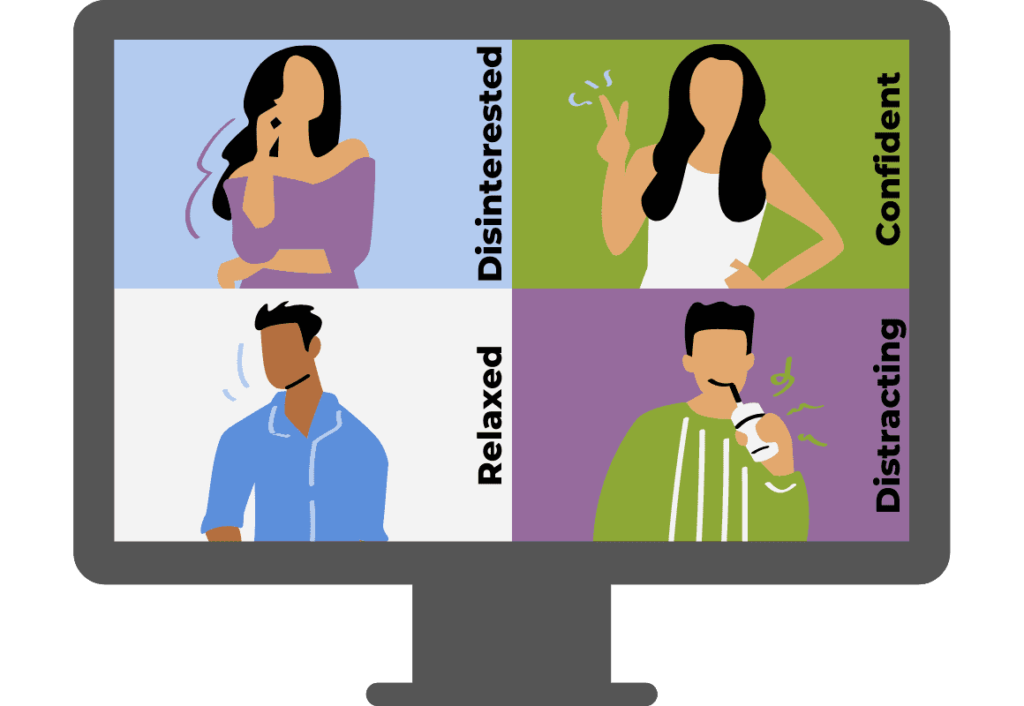 Disinterested
Confident
Relaxed
Distracting